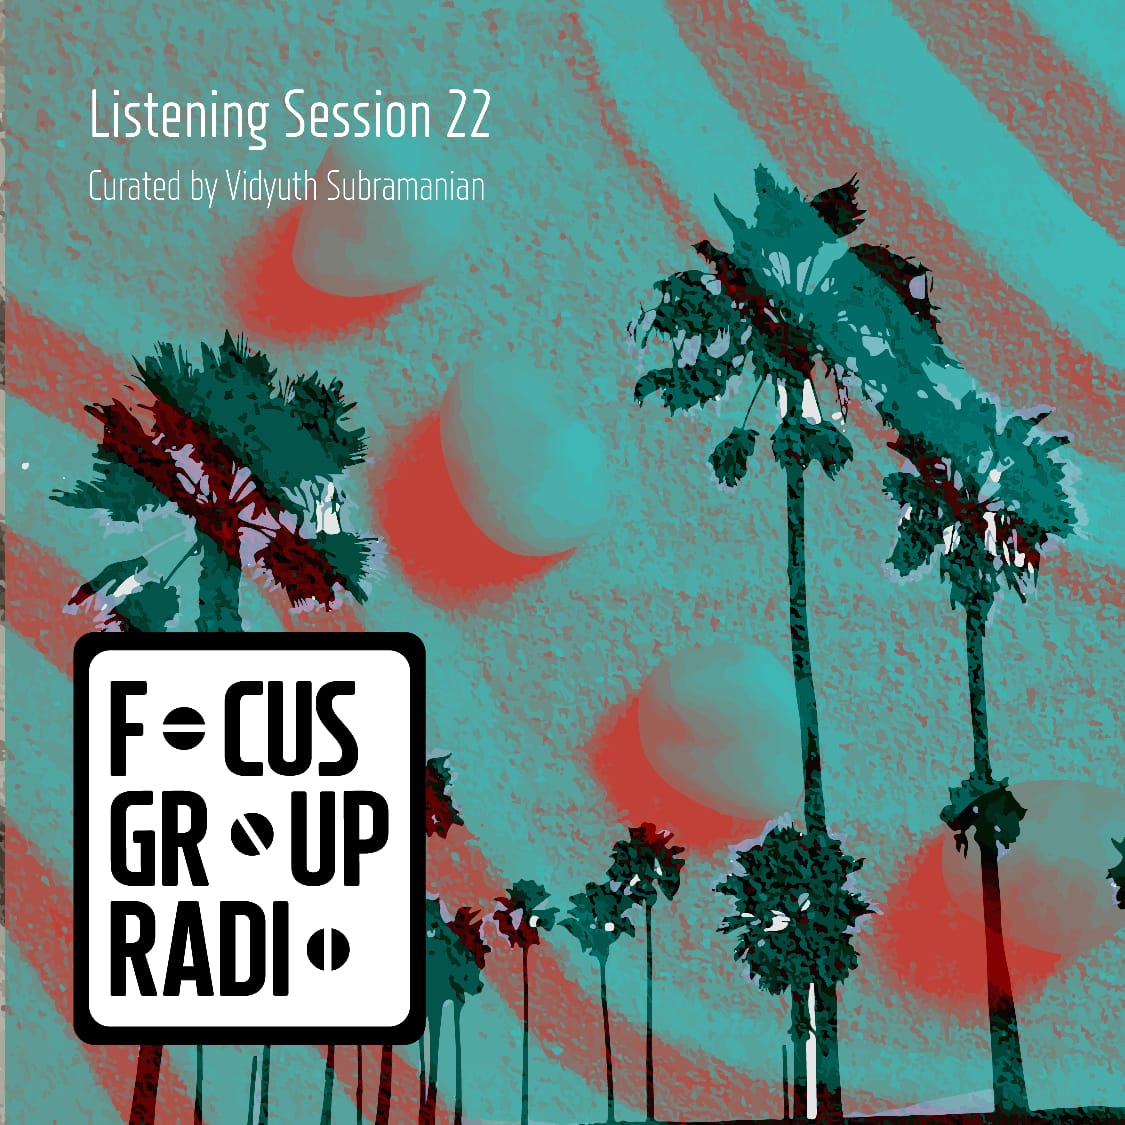 Listening Session 22
Curated by Vidyuth Subramanian
FOCUS
GROUP
RADIO